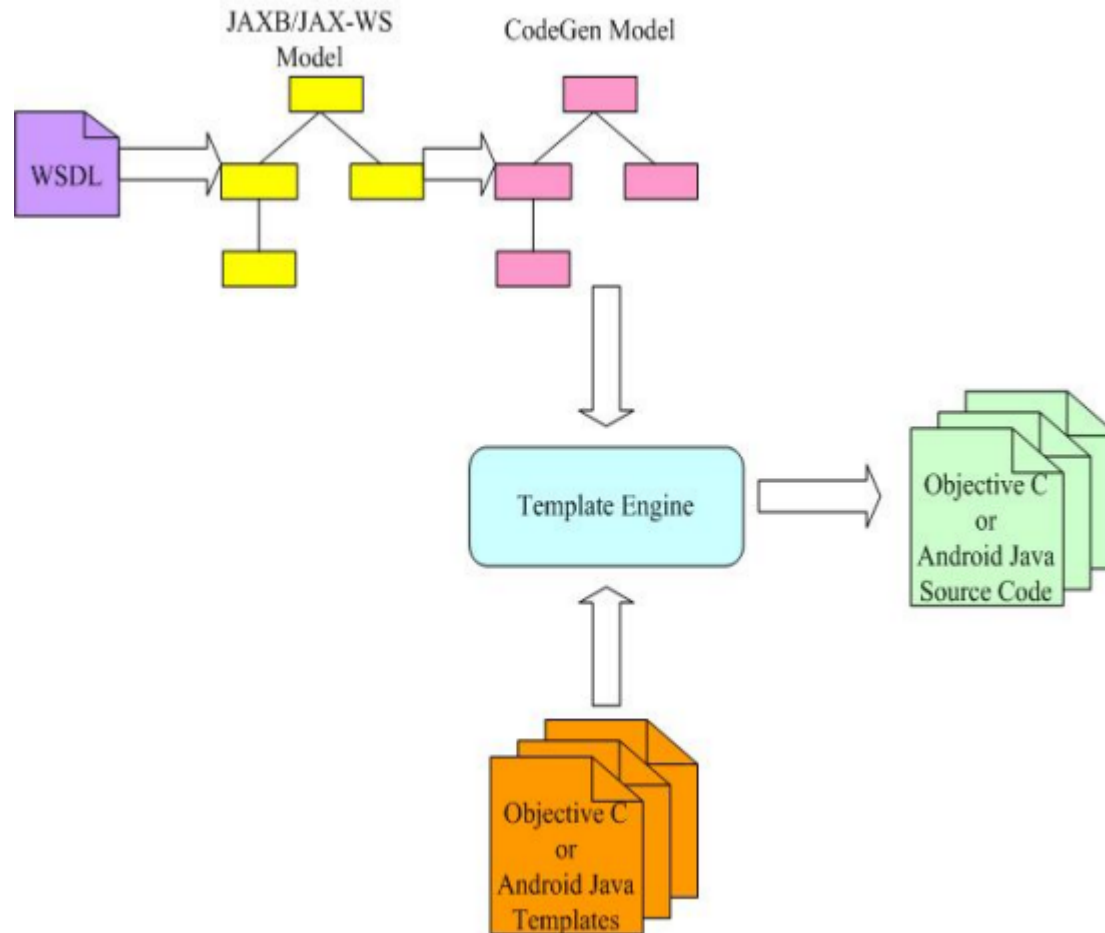 JAXB/JAX-WS
Model
CodeGen Model
WSDL
Template Engine
Objective C
or
Android Java
Source Code
Objective C
or
Android Java
Templates